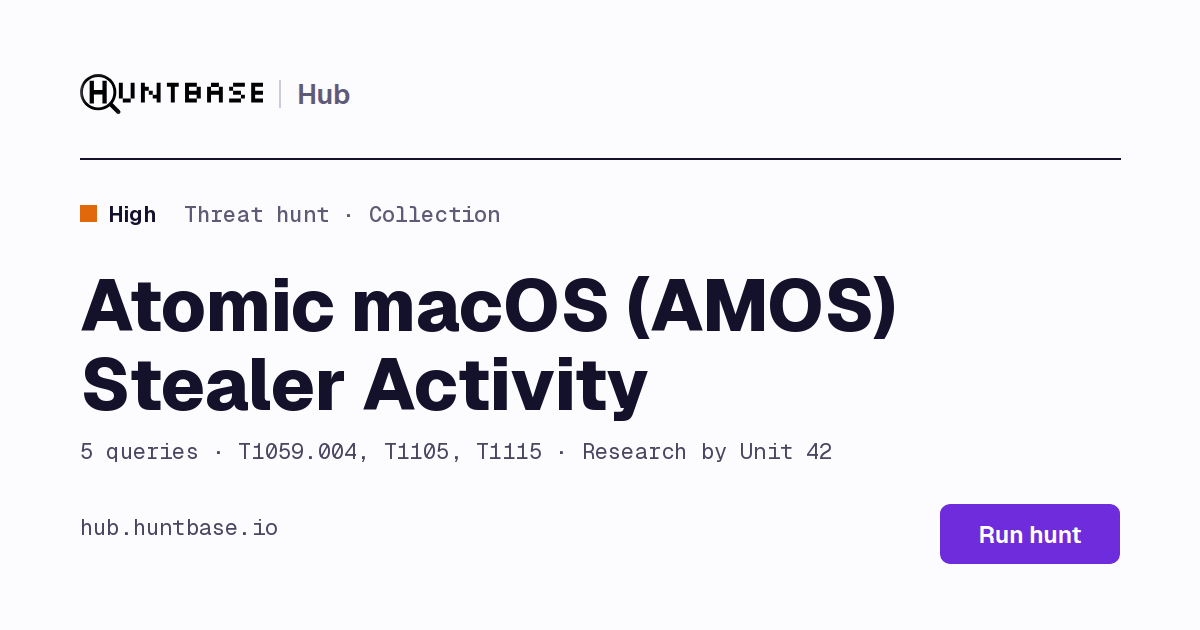 HUNTBASE Hub
High Threat hunt · Collection
Atomic macOS (AMOS)
Stealer Activity
5 queries · T1059.004, T1105, T1115 · Research by Unit 42
hub.huntbase.io
Run hunt